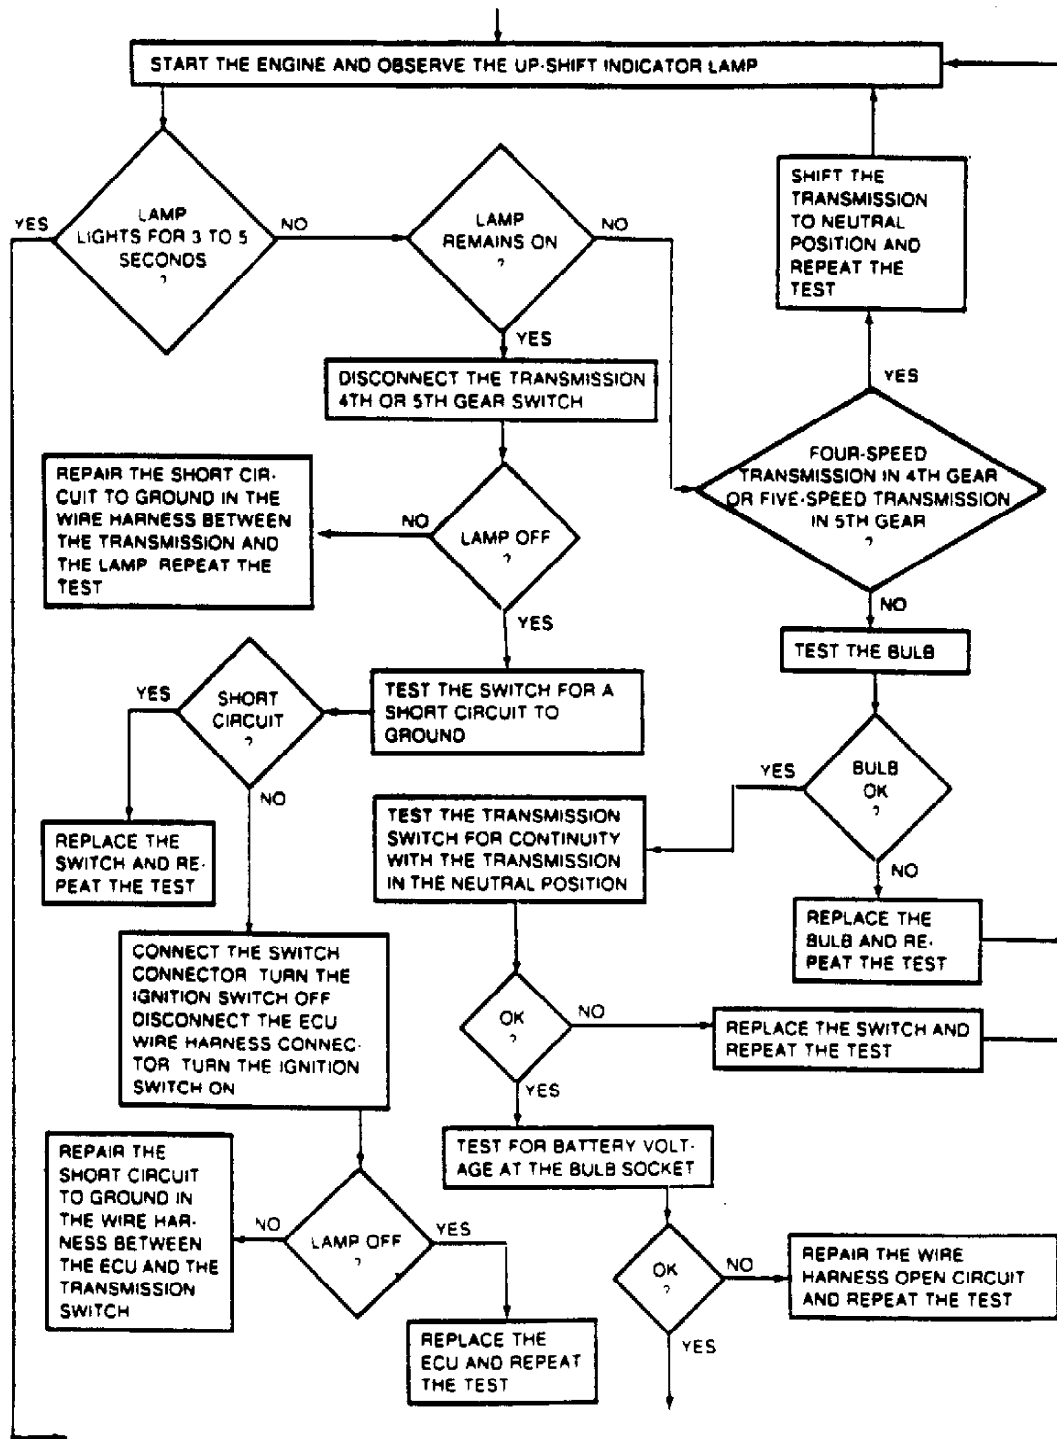 START THE ENGINE AND OBSERVE THE UP-SHIFT INDICATOR LAMP
LAMP
LIGHTS FOR 3 TO 5
SECONDS
?
YES
NO
LAMP
REMAINS ON
?
NO
YES
SHIFT THE
TRANSMISSION
TO NEUTRAL
POSITION AND
REPEAT THE
TEST
YES
DISCONNECT THE TRANSMISSION
4TH OR 5TH GEAR SWITCH
FOUR-SPEED
TRANSMISSION IN 4TH GEAR
OR FIVE-SPEED TRANSMISSION
IN 5TH GEAR
?
NO
REPAIR THE SHORT CIR-
CUIT TO GROUND IN THE
WIRE HARNESS BETWEEN
THE TRANSMISSION AND
THE LAMP REPEAT THE
TEST
NO
LAMP OFF
?
YES
TEST THE BULB
YES
SHORT
CIRCUIT
?
NO
TEST THE SWITCH FOR A
SHORT CIRCUIT TO
GROUND
YES
BULB
OK
?
NO
REPLACE THE
SWITCH AND RE-
PEAT THE TEST
TEST THE TRANSMISSION
SWITCH FOR CONTINUITY
WITH THE TRANSMISSION
IN THE NEUTRAL POSITION
REPLACE THE
BULB AND RE-
PEAT THE TEST
CONNECT THE SWITCH
CONNECTOR TURN THE
IGNITION SWITCH OFF
DISCONNECT THE ECU
WIRE HARNESS CONNEC-
TOR TURN THE IGNITION
SWITCH ON
OK
?
NO
YES
REPLACE THE SWITCH AND
REPEAT THE TEST
TEST FOR BATTERY VOLT-
AGE AT THE BULB SOCKET
REPAIR THE
SHORT CIRCUIT
TO GROUND IN
THE WIRE HAR-
NESS BETWEEN
THE ECU AND THE
TRANSMISSION
SWITCH
NO
LAMP OFF
?
YES
OK
?
NO
YES
REPAIR THE WIRE
HARNESS OPEN CIRCUIT
AND REPEAT THE TEST
REPLACE THE
ECU AND REPEAT
THE TEST